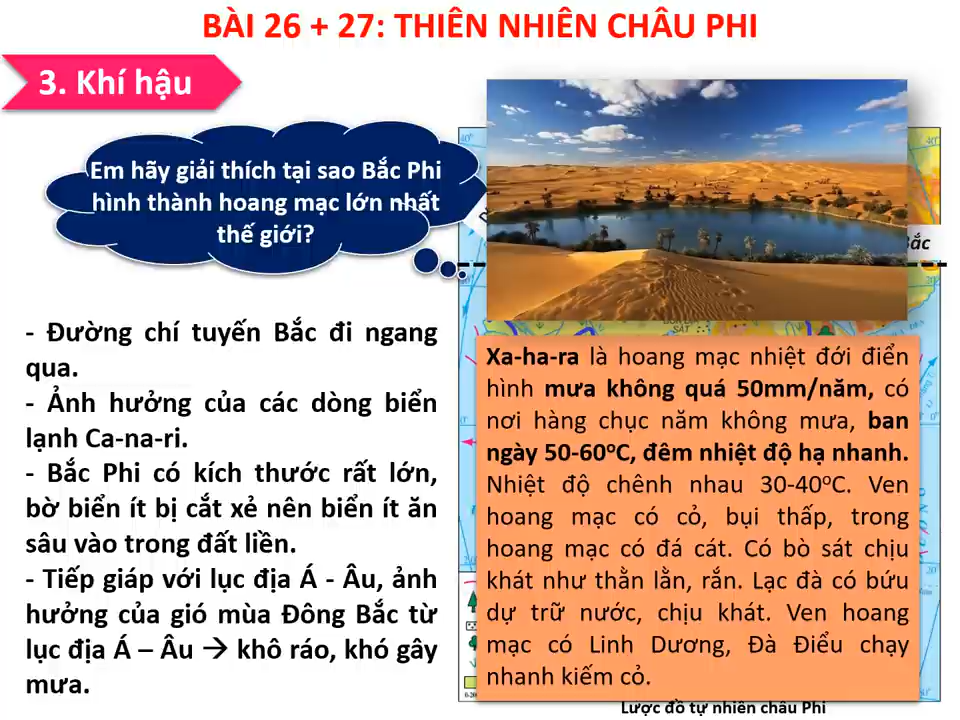 BÀI 26 + 27: THIÊN NHIÊN CHÂU PHI
3. Khí hậu
Em hãy giải thích tại sao Bắc Phi
hình thành hoang mạc lớn nhất
thế giới?
- Đường chí tuyến Bắc đi ngang
qua.
- Ảnh hưởng của các dòng biển
lạnh Ca-na-ri.
- Bắc Phi có kích thước rất lớn,
bờ biển ít bị cắt xẻ nên biển ít ăn
sâu vào trong đất liền.
- Tiếp giáp với lục địa Á - Âu, ảnh
hưởng của gió mùa Đông Bắc từ
lục địa Á – Âu → khô ráo, khó gây
mưa.
Xa-ha-ra là hoang mạc nhiệt đới điển
hình mưa không quá 50mm/năm, có
nơi hàng chục năm không mưa, ban
ngày 50-60ºC, đêm nhiệt độ hạ nhanh.
Nhiệt độ chênh nhau 30-40ºC. Ven
hoang mạc có cỏ, bụi thấp, trong
hoang mạc có đá cát. Có bò sát chịu
khát như thằn lằn, rắn. Lạc đà có bứu
dự trữ nước, chịu khát. Ven hoang
mạc có Linh Dương, Đà Điểu chạy
nhanh kiếm cỏ.
Lược đồ tự nhiên châu Phi